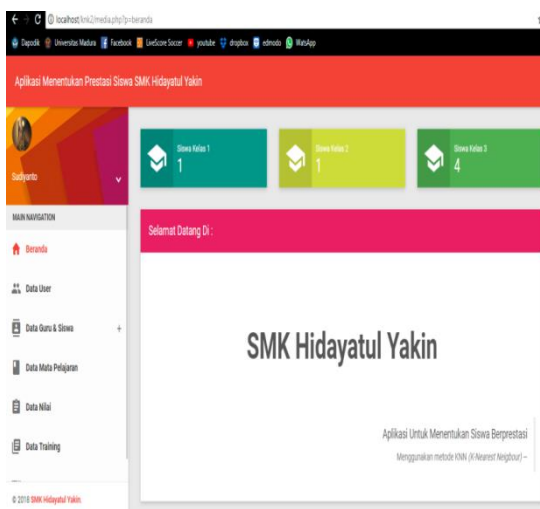 localhost/knk2/media.php?p=beranda
Dapodik Universitas Madura Facebook LiveScore Soccer youtube dropbox edmodo WatsApp
Aplikasi Menentukan Prestasi Siswa SMK Hidayatul Yakin
Siswa Kelas 1
1
Siswa Kelas 2
1
Siswa Kelas 3
4
Sudiyanto
MAIN NAVIGATION
Selamat Datang Di :
Beranda
Data User
Data Guru & Siswa +
Data Mata Pelajaran
Data Nilai
Data Training
SMK Hidayatul Yakin
Aplikasi Untuk Menentukan Siswa Berprestasi
Menggunakan metode KNN (K-Nearest Neigbour) –
© 2018 SMK Hidayatul Yakin